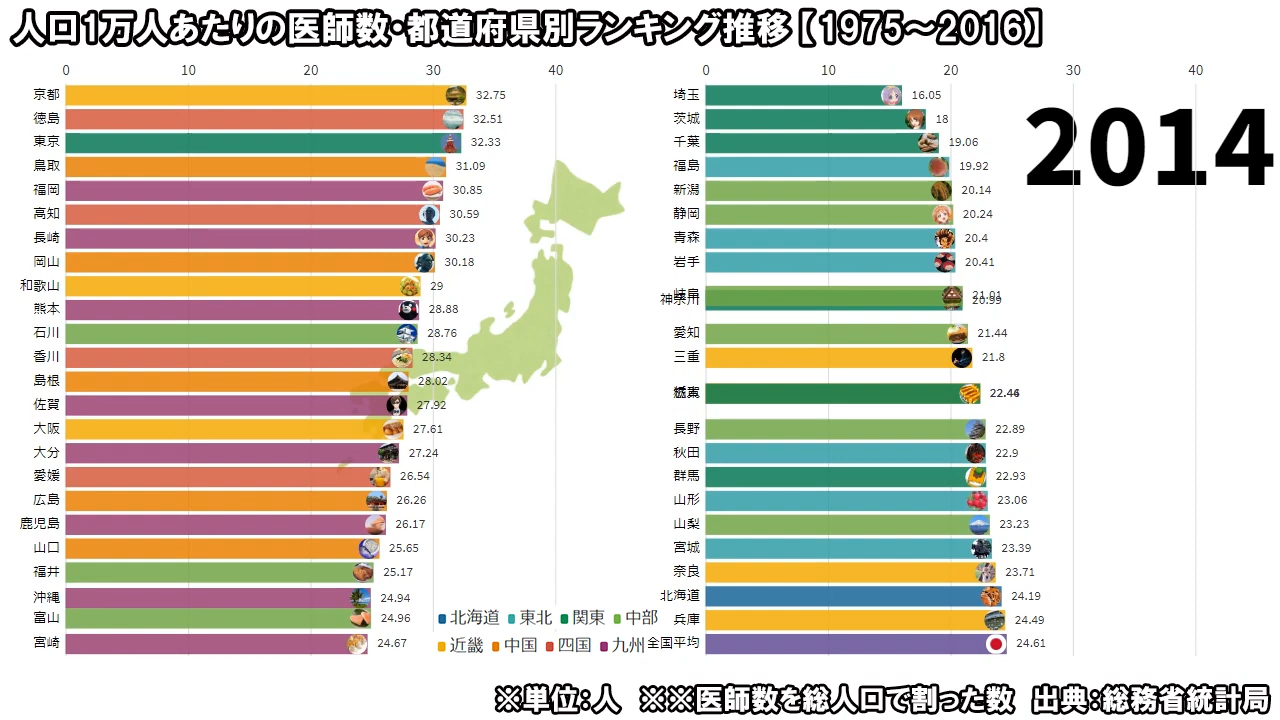 人口1万人あたりの医師数・都道府県別ランキング推移【1975～2016】
0 10 20 30 40
京都 32.75
徳島 32.51
東京 32.33
鳥取 31.09
福岡 30.85
高知 30.59
長崎 30.23
岡山 30.18
和歌山 29
熊本 28.88
石川 28.76
香川 28.34
島根 28.02
佐賀 27.92
大阪 27.61
大分 27.24
愛媛 26.54
広島 26.26
鹿児島 26.17
山口 25.65
福井 25.17
沖縄 24.94
富山 24.96
宮崎 24.67
北海道 東北 関東 中部
近畿 中国 四国 九州
0 10 20 30 40
2014
埼玉 16.05
茨城 18
千葉 19.06
福島 19.92
新潟 20.14
静岡 20.24
青森 20.4
岩手 20.41
岐阜 21.01
神奈川 20.99
愛知 21.44
三重 21.8
長野 22.89
秋田 22.9
群馬 22.93
山形 23.06
山梨 23.23
宮城 23.39
奈良 23.71
北海道 24.19
兵庫 24.49
全国平均 24.61
※単位：人 ※※医師数を総人口で割った数 出典：総務省統計局